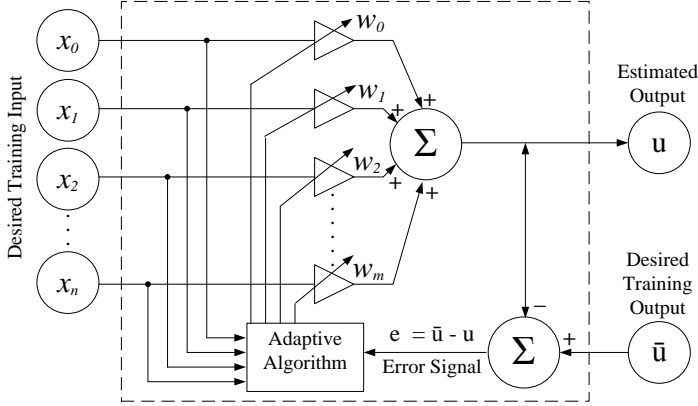 Desired Training Input
x0
x1
x2
xn
w0
w1
w2
wm
+
+
+
+
Σ
Estimated
Output
u
Desired
Training
Output
ū
Σ
−
+
e = ū - u
Error Signal
Adaptive
Algorithm